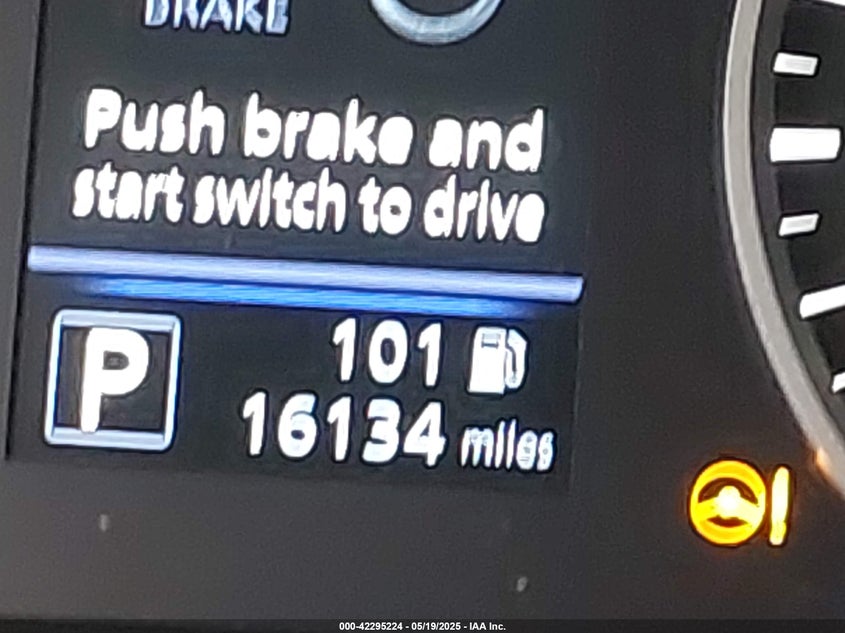 BRAKE
Push brake and
start switch to drive
P
101
16134 miles
000-42295224 - 05/19/2025 - IAA Inc.